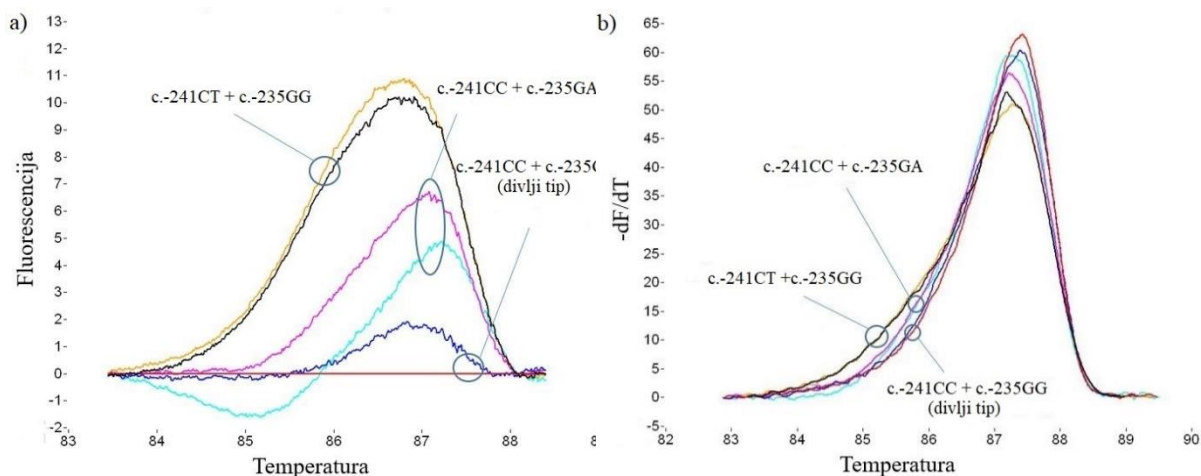 a)
13
12
11
10
9
8
7
6
5
4
3
2
1
0
-1
-2
Fluorescencija
c.-241CT + c.-235GG
c.-241CC + c.-235GA
c.-241CC + c.-235G
(divlji tip)
83 84 85 86 87 88 8
Temperatura
b)
65
60
55
50
45
40
35
30
25
20
15
10
5
0
-5
-dF/dT
c.-241CC + c.-235GA
c.-241CT +c.-235GG
c.-241CC + c.-235GG
(divlji tip)
82 83 84 85 86 87 88 89 90
Temperatura